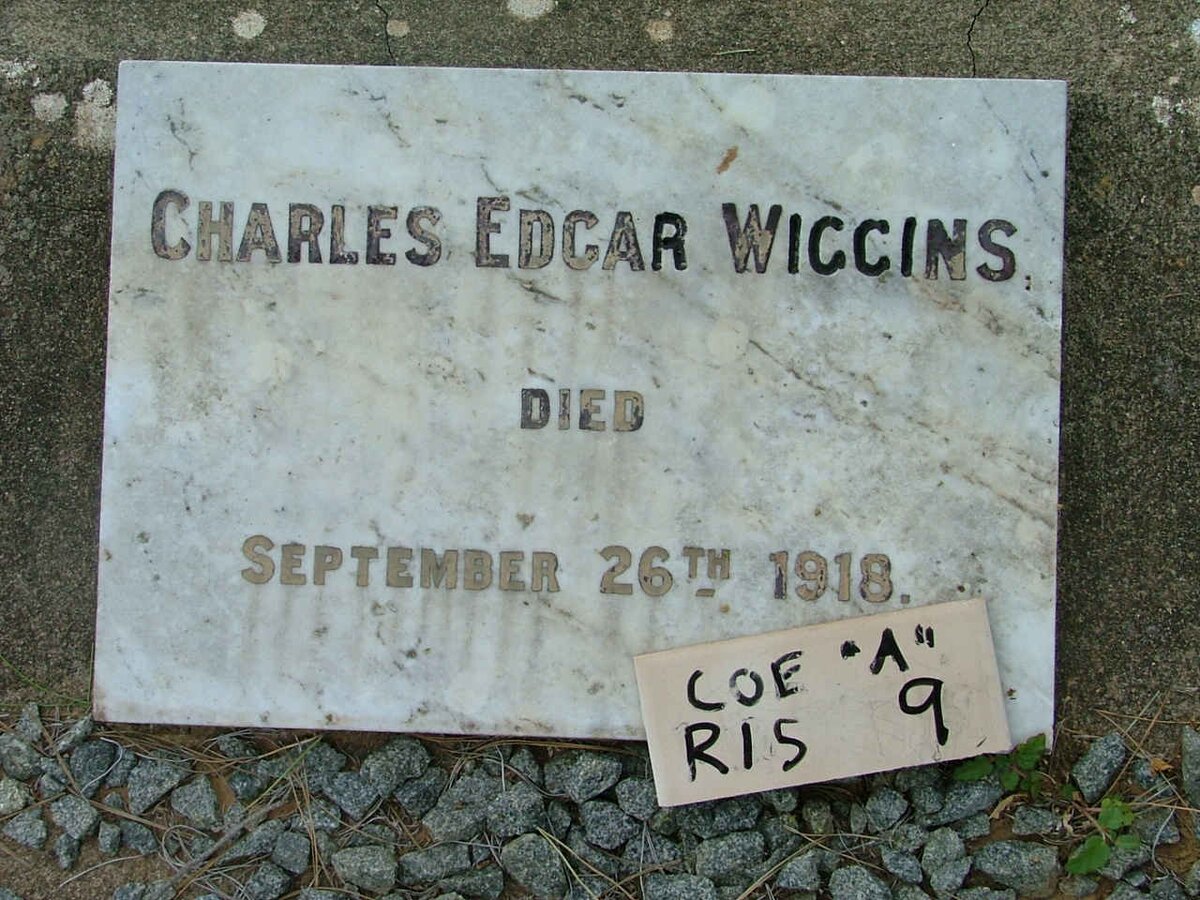 CHARLES EDGAR WIGGINS,
DIED
SEPTEMBER 26TH 1918.
COE "A"
R15 9